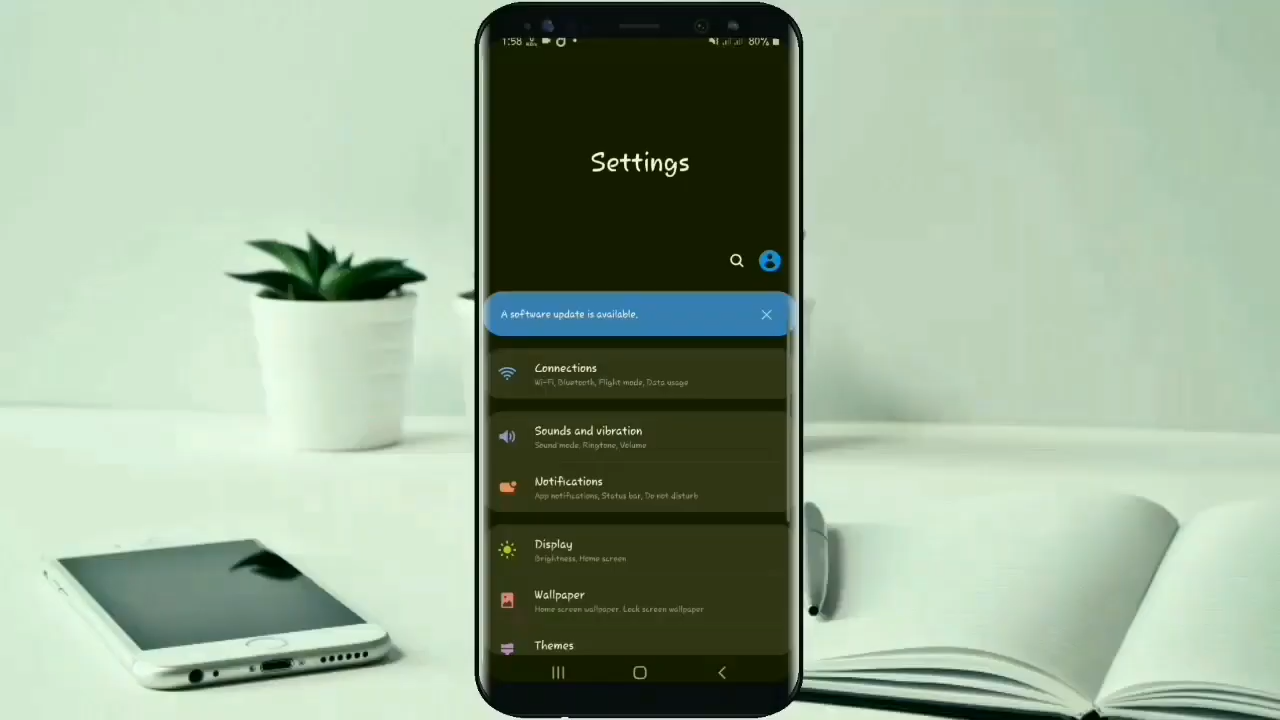 1:58
80%
Settings
A software update is available.
Connections
Wi-Fi, Bluetooth, Flight mode, Data usage
Sounds and vibration
Sound mode, Ringtone, Volume
Notifications
App notifications, Status bar, Do not disturb
Display
Brightness, Home screen
Wallpaper
Home screen wallpaper, Lock screen wallpaper
Themes